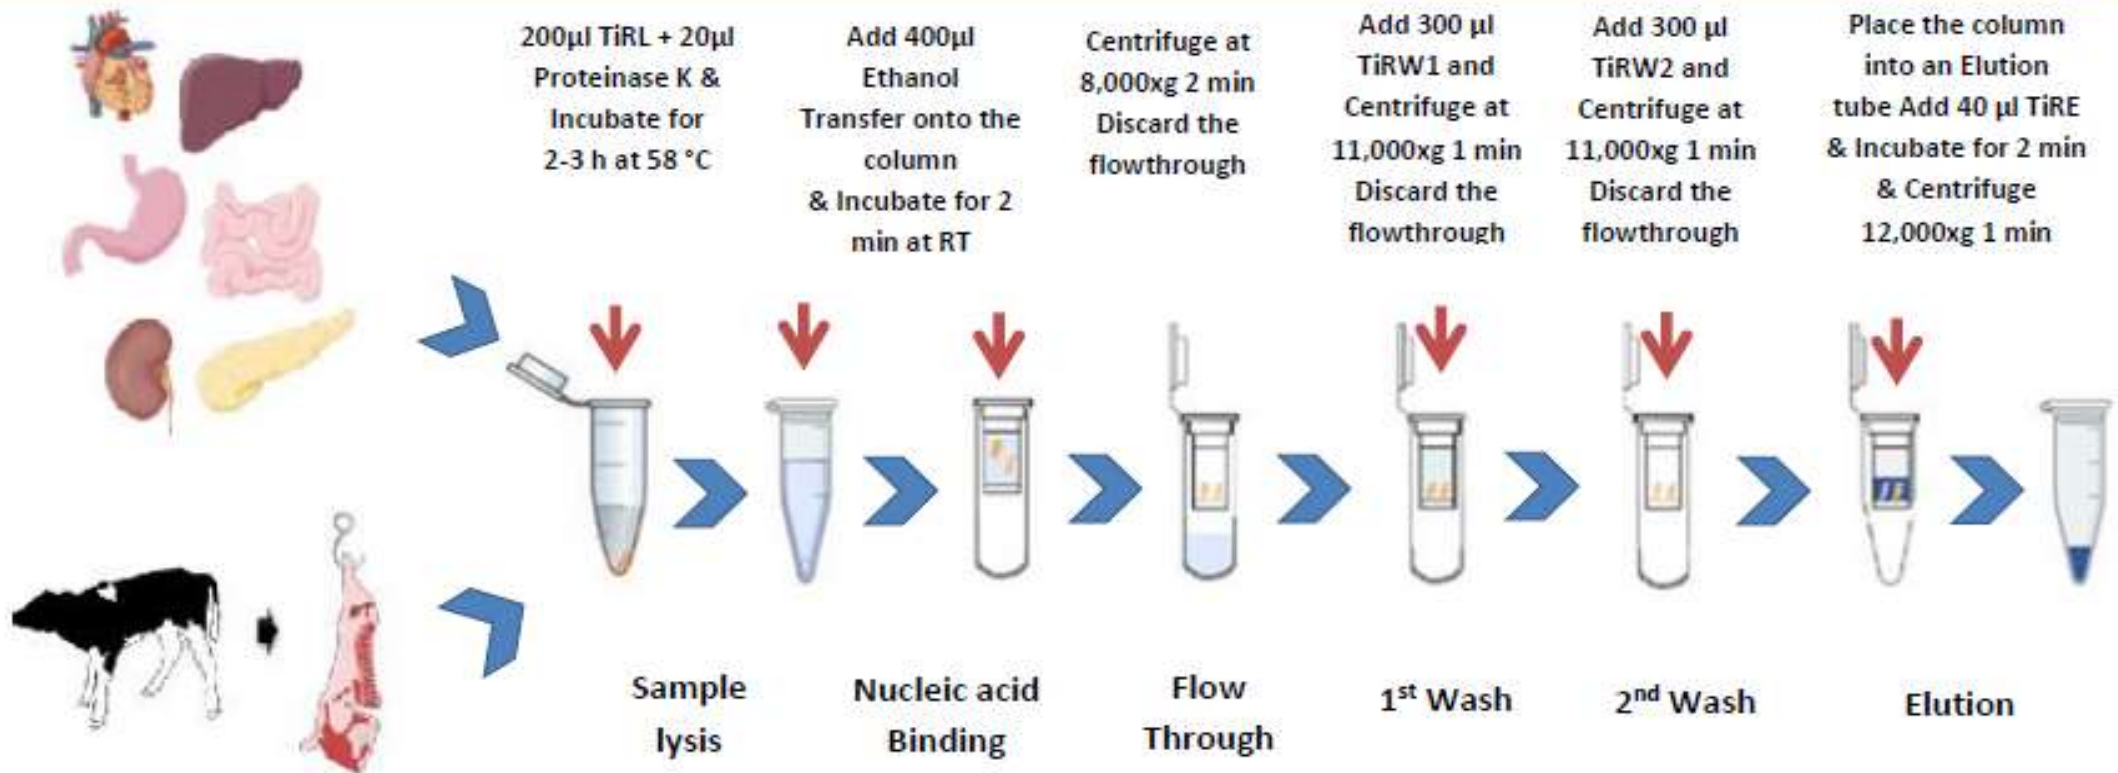 200µl TiRL + 20µl
Proteinase K &
Incubate for
2-3 h at 58 °C
Add 400µl
Ethanol
Transfer onto the
column
& Incubate for 2
min at RT
Centrifuge at
8,000xg 2 min
Discard the
flowthrough
Add 300 µl
TiRW1 and
Centrifuge at
11,000xg 1 min
Discard the
flowthrough
Add 300 µl
TiRW2 and
Centrifuge at
11,000xg 1 min
Discard the
flowthrough
Place the column
into an Elution
tube Add 40 µl TiRE
& Incubate for 2 min
& Centrifuge
12,000xg 1 min
Sample
lysis
Nucleic acid
Binding
Flow
Through
1st Wash
2nd Wash
Elution